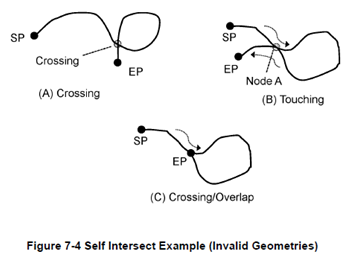 SP
Crossing
EP
(A) Crossing
SP
EP
Node A
(B) Touching
SP
EP
(C) Crossing/Overlap
Figure 7-4 Self Intersect Example (Invalid Geometries)